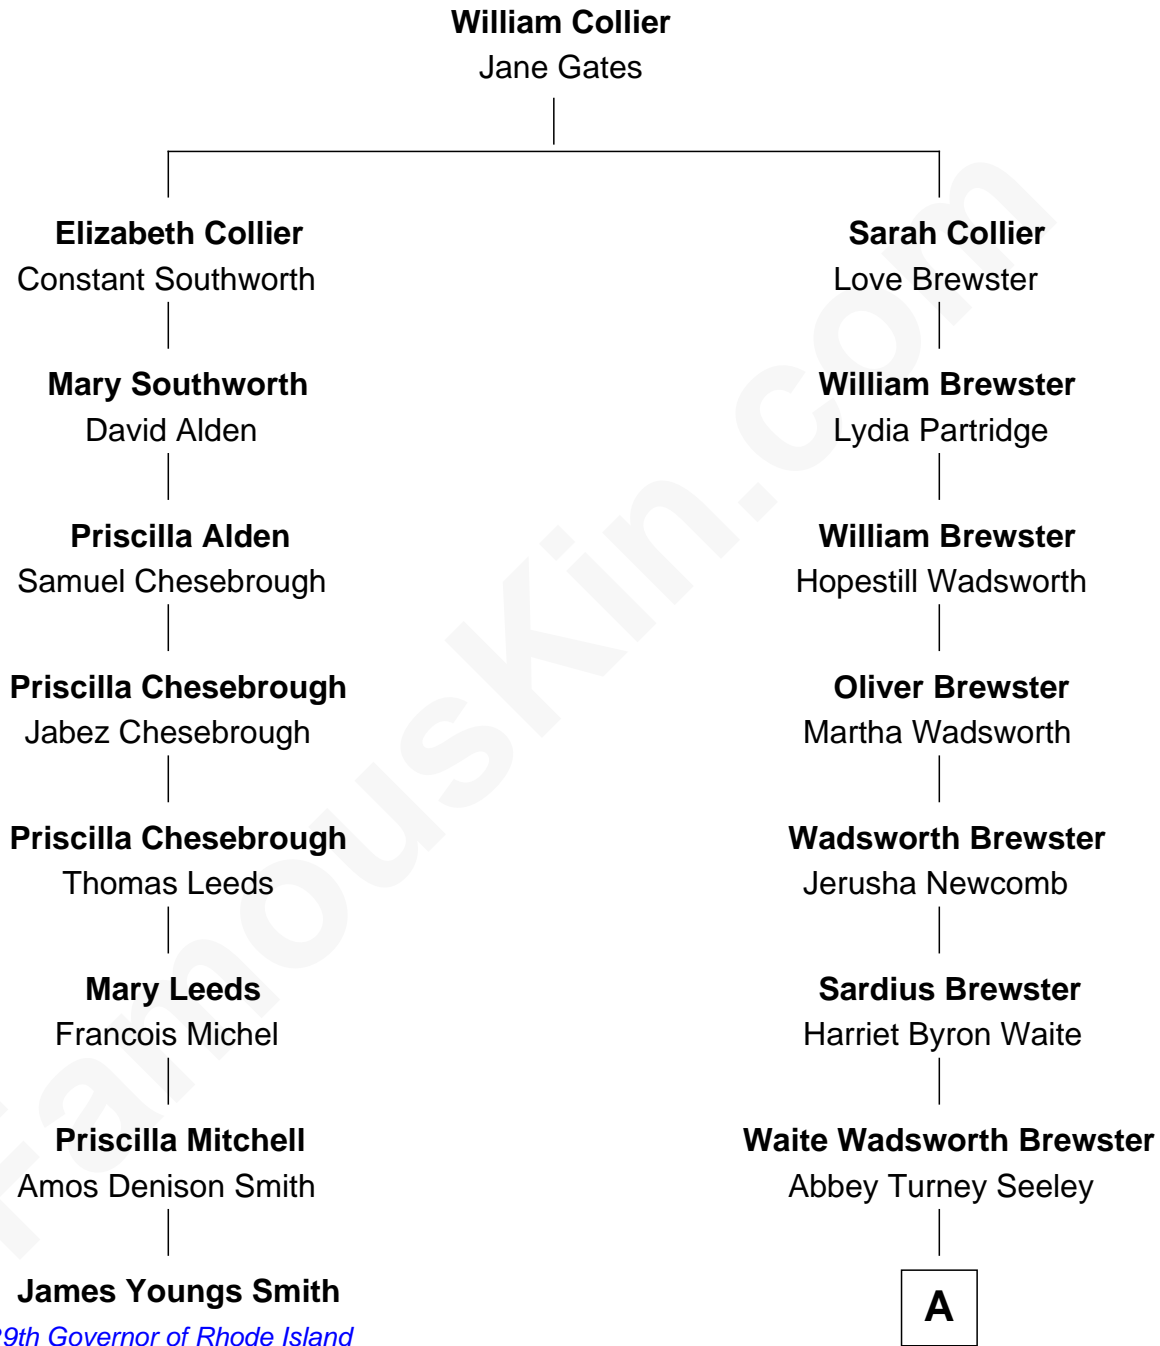 William Collier
Jane Gates
Elizabeth Collier
Constant Southworth
Mary Southworth
David Alden
Priscilla Alden
Samuel Chesebrough
Priscilla Chesebrough
Jabez Chesebrough
Priscilla Chesebrough
Thomas Leeds
Mary Leeds
Francois Michel
Priscilla Mitchell
Amos Denison Smith
James Youngs Smith
9th Governor of Rhode Island
Sarah Collier
Love Brewster
William Brewster
Lydia Partridge
William Brewster
Hopestill Wadsworth
Oliver Brewster
Martha Wadsworth
Wadsworth Brewster
Jerusha Newcomb
Sardius Brewster
Harriet Byron Waite
Waite Wadsworth Brewster
Abbey Turney Seeley
A
FamousKin.com